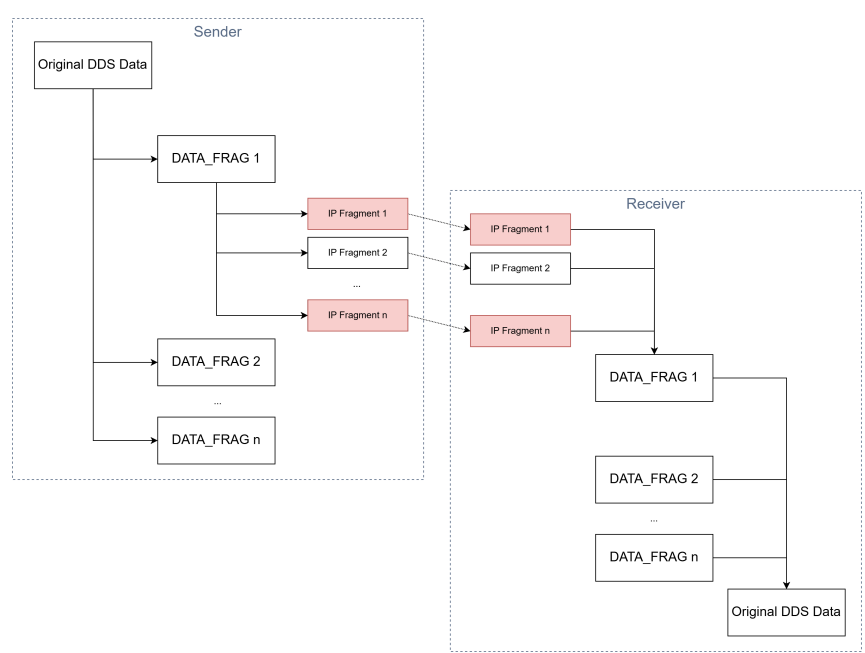 Sender
Original DDS Data
DATA_FRAG 1
IP Fragment 1
IP Fragment 2
...
IP Fragment n
DATA_FRAG 2
...
DATA_FRAG n
Receiver
IP Fragment 1
IP Fragment 2
IP Fragment n
DATA_FRAG 1
DATA_FRAG 2
...
DATA_FRAG n
Original DDS Data